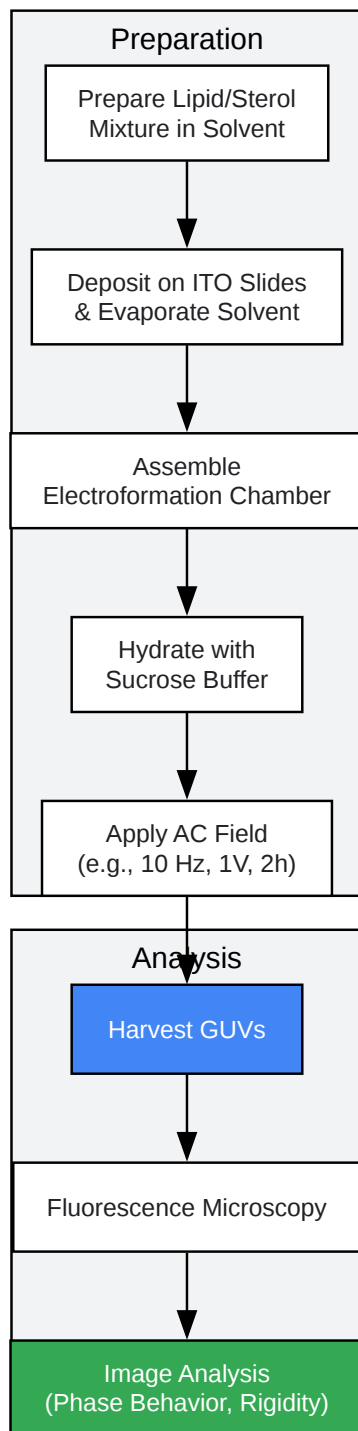 Preparation
Prepare Lipid/Sterol
Mixture in Solvent
Deposit on ITO Slides
& Evaporate Solvent
Assemble
Electroformation Chamber
Hydrate with
Sucrose Buffer
Apply AC Field
(e.g., 10 Hz, 1V, 2h)
Analysis
Harvest GUVs
Fluorescence Microscopy
Image Analysis
(Phase Behavior, Rigidity)